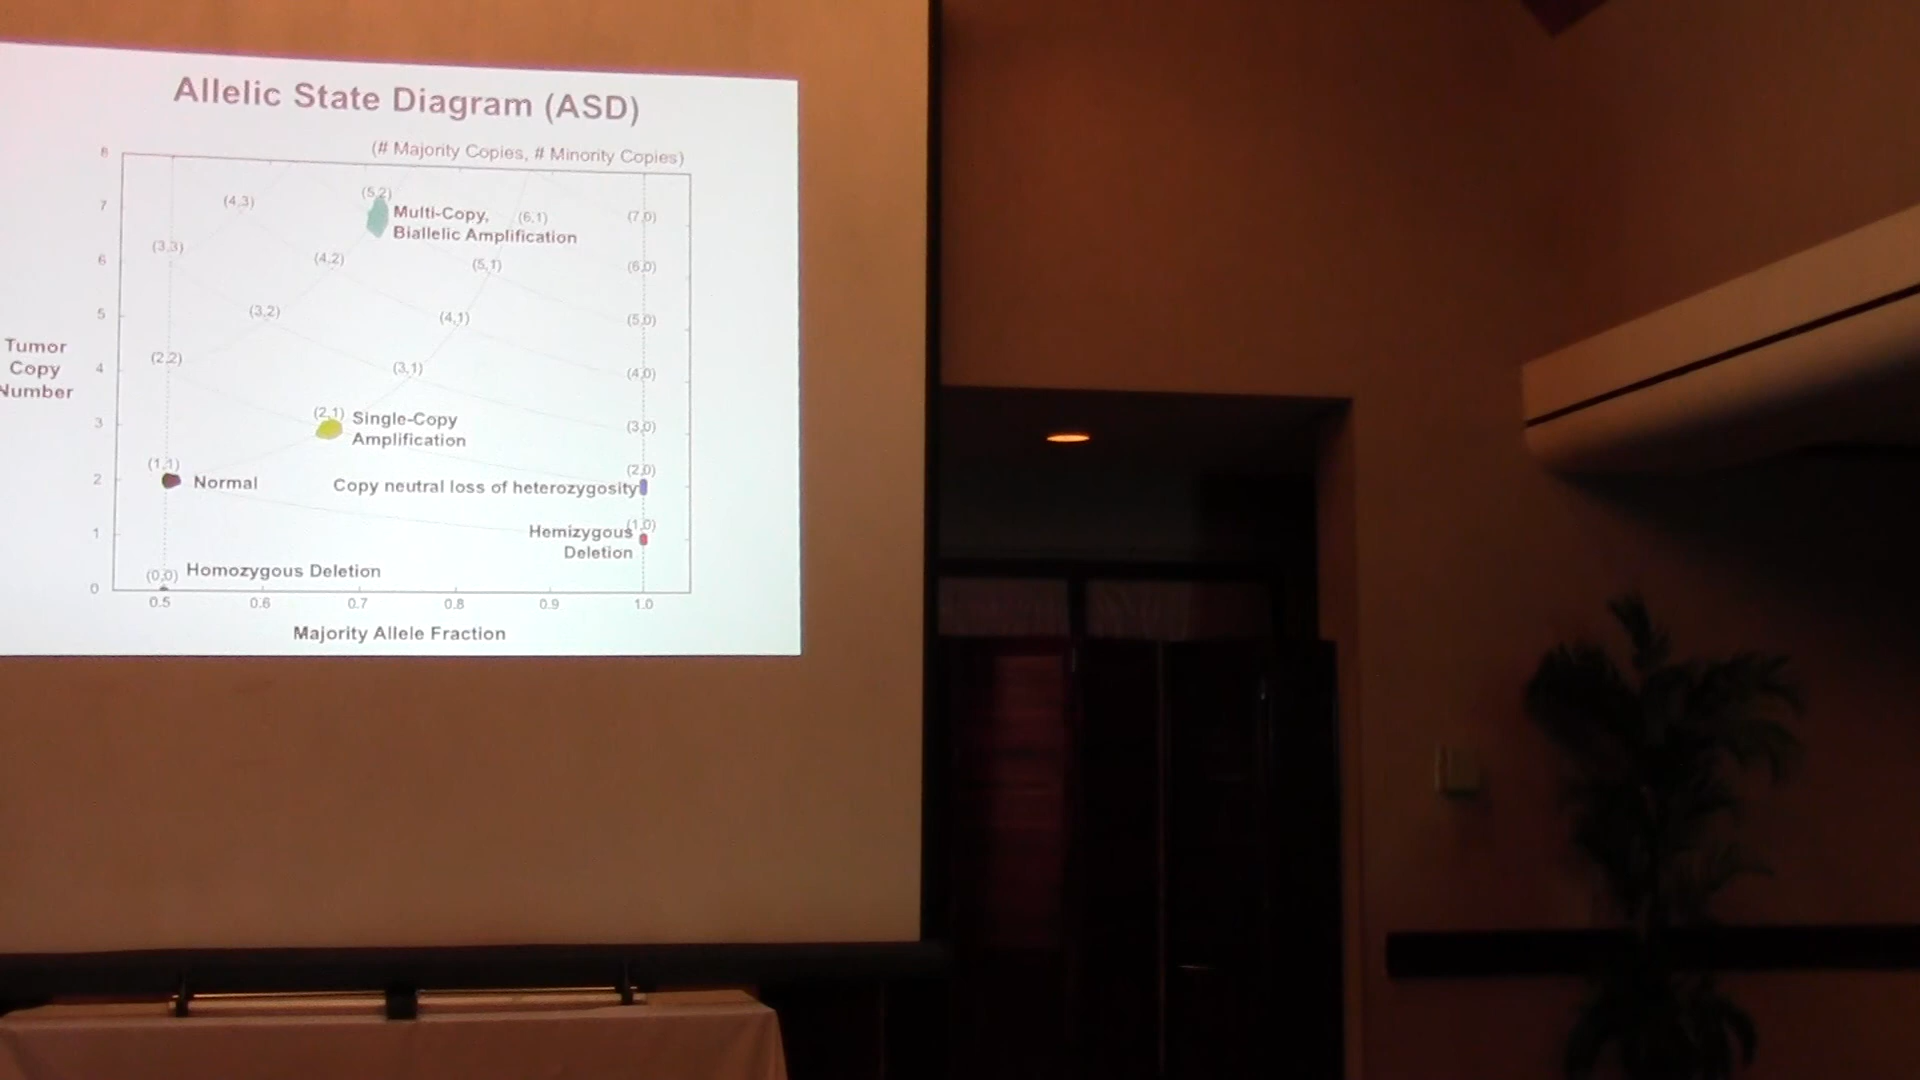 Allelic State Diagram (ASD)
(# Majority Copies, # Minority Copies)
8
(5,2)
7
(4,3)
Multi-Copy,
(6,1)
(7,0)
Biallelic Amplification
(3,3)
6
(4,2)
(5,1)
(6,0)
5
(3,2)
(4,1)
(5,0)
Tumor
Copy
Number
(2,2)
4
(3,1)
(4,0)
3
(2,1)
Single-Copy
Amplification
(3,0)
(1,1)
(2,0)
2
Normal
Copy neutral loss of heterozygosity
1
Hemizygous
(1,0)
Deletion
0
(0,0)
Homozygous Deletion
0.5
0.6
0.7
0.8
0.9
1.0
Majority Allele Fraction